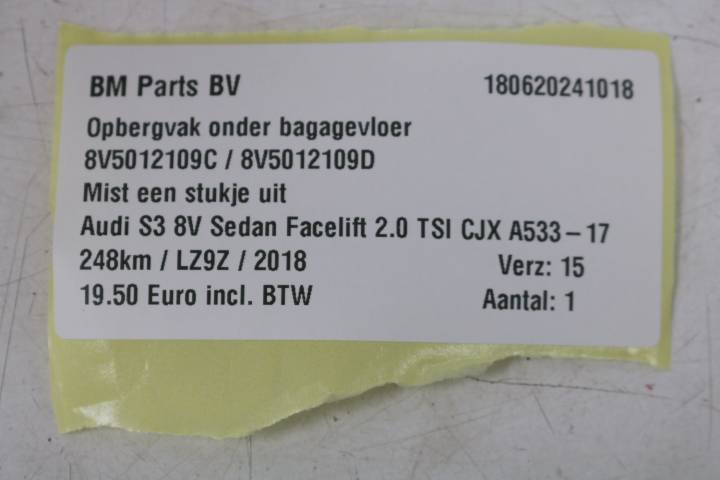 BM Parts BV 180620241018
Opbergvak onder bagagevloer
8V5012109C / 8V5012109D
Mist een stukje uit
Audi S3 8V Sedan Facelift 2.0 TSI CJX A533-17
248km / LZ9Z / 2018 Verz: 15
19.50 Euro incl. BTW Aantal: 1